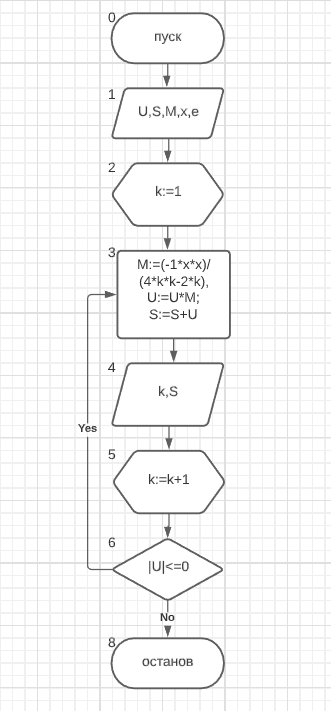 0
пуск
1
U,S,M,x,e
2
k:=1
3
M:=(-1*x*x)/
(4*k*k-2*k),
U:=U*M;
S:=S+U
4
k,S
Yes
5
k:=k+1
6
|U|<=0
No
8
останов